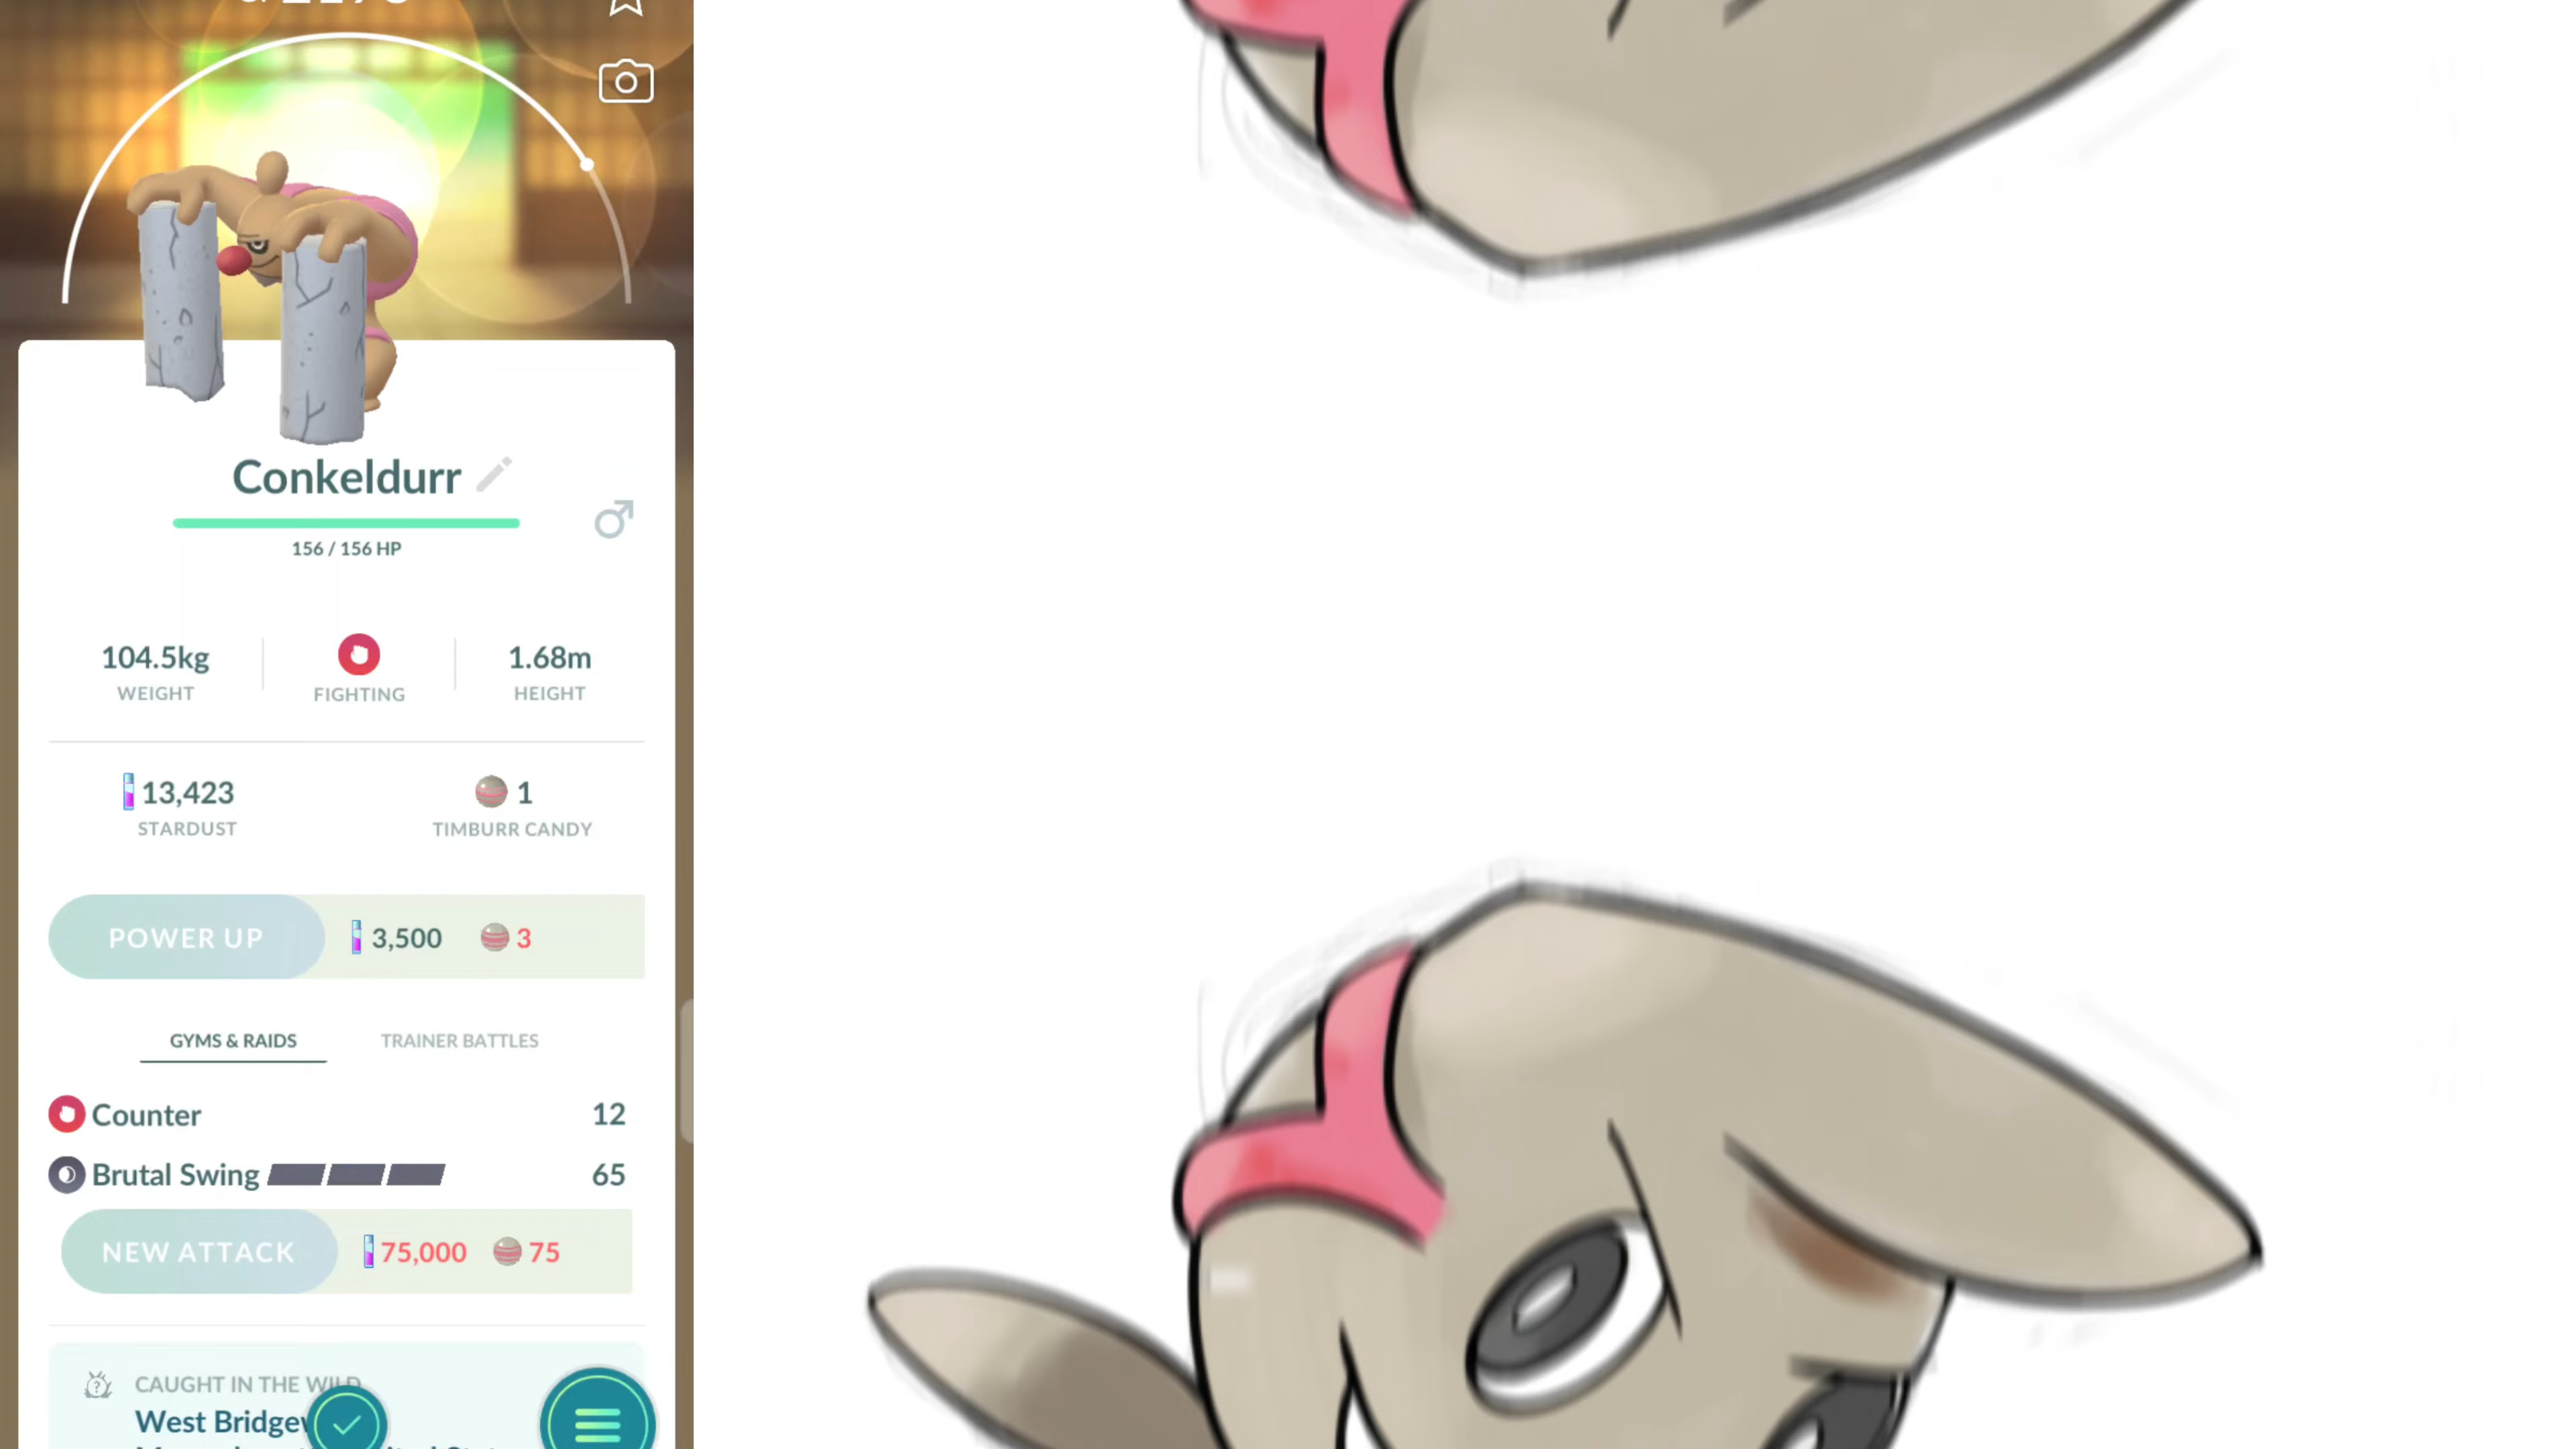 Conkeldurr
156 / 156 HP
104.5kg
WEIGHT
FIGHTING
1.68m
HEIGHT
13,423
STARDUST
1
TIMBURR CANDY
POWER UP 3,500 3
GYMS & RAIDS TRAINER BATTLES
Counter 12
Brutal Swing 65
NEW ATTACK 75,000 75
CAUGHT IN THE WILD
West